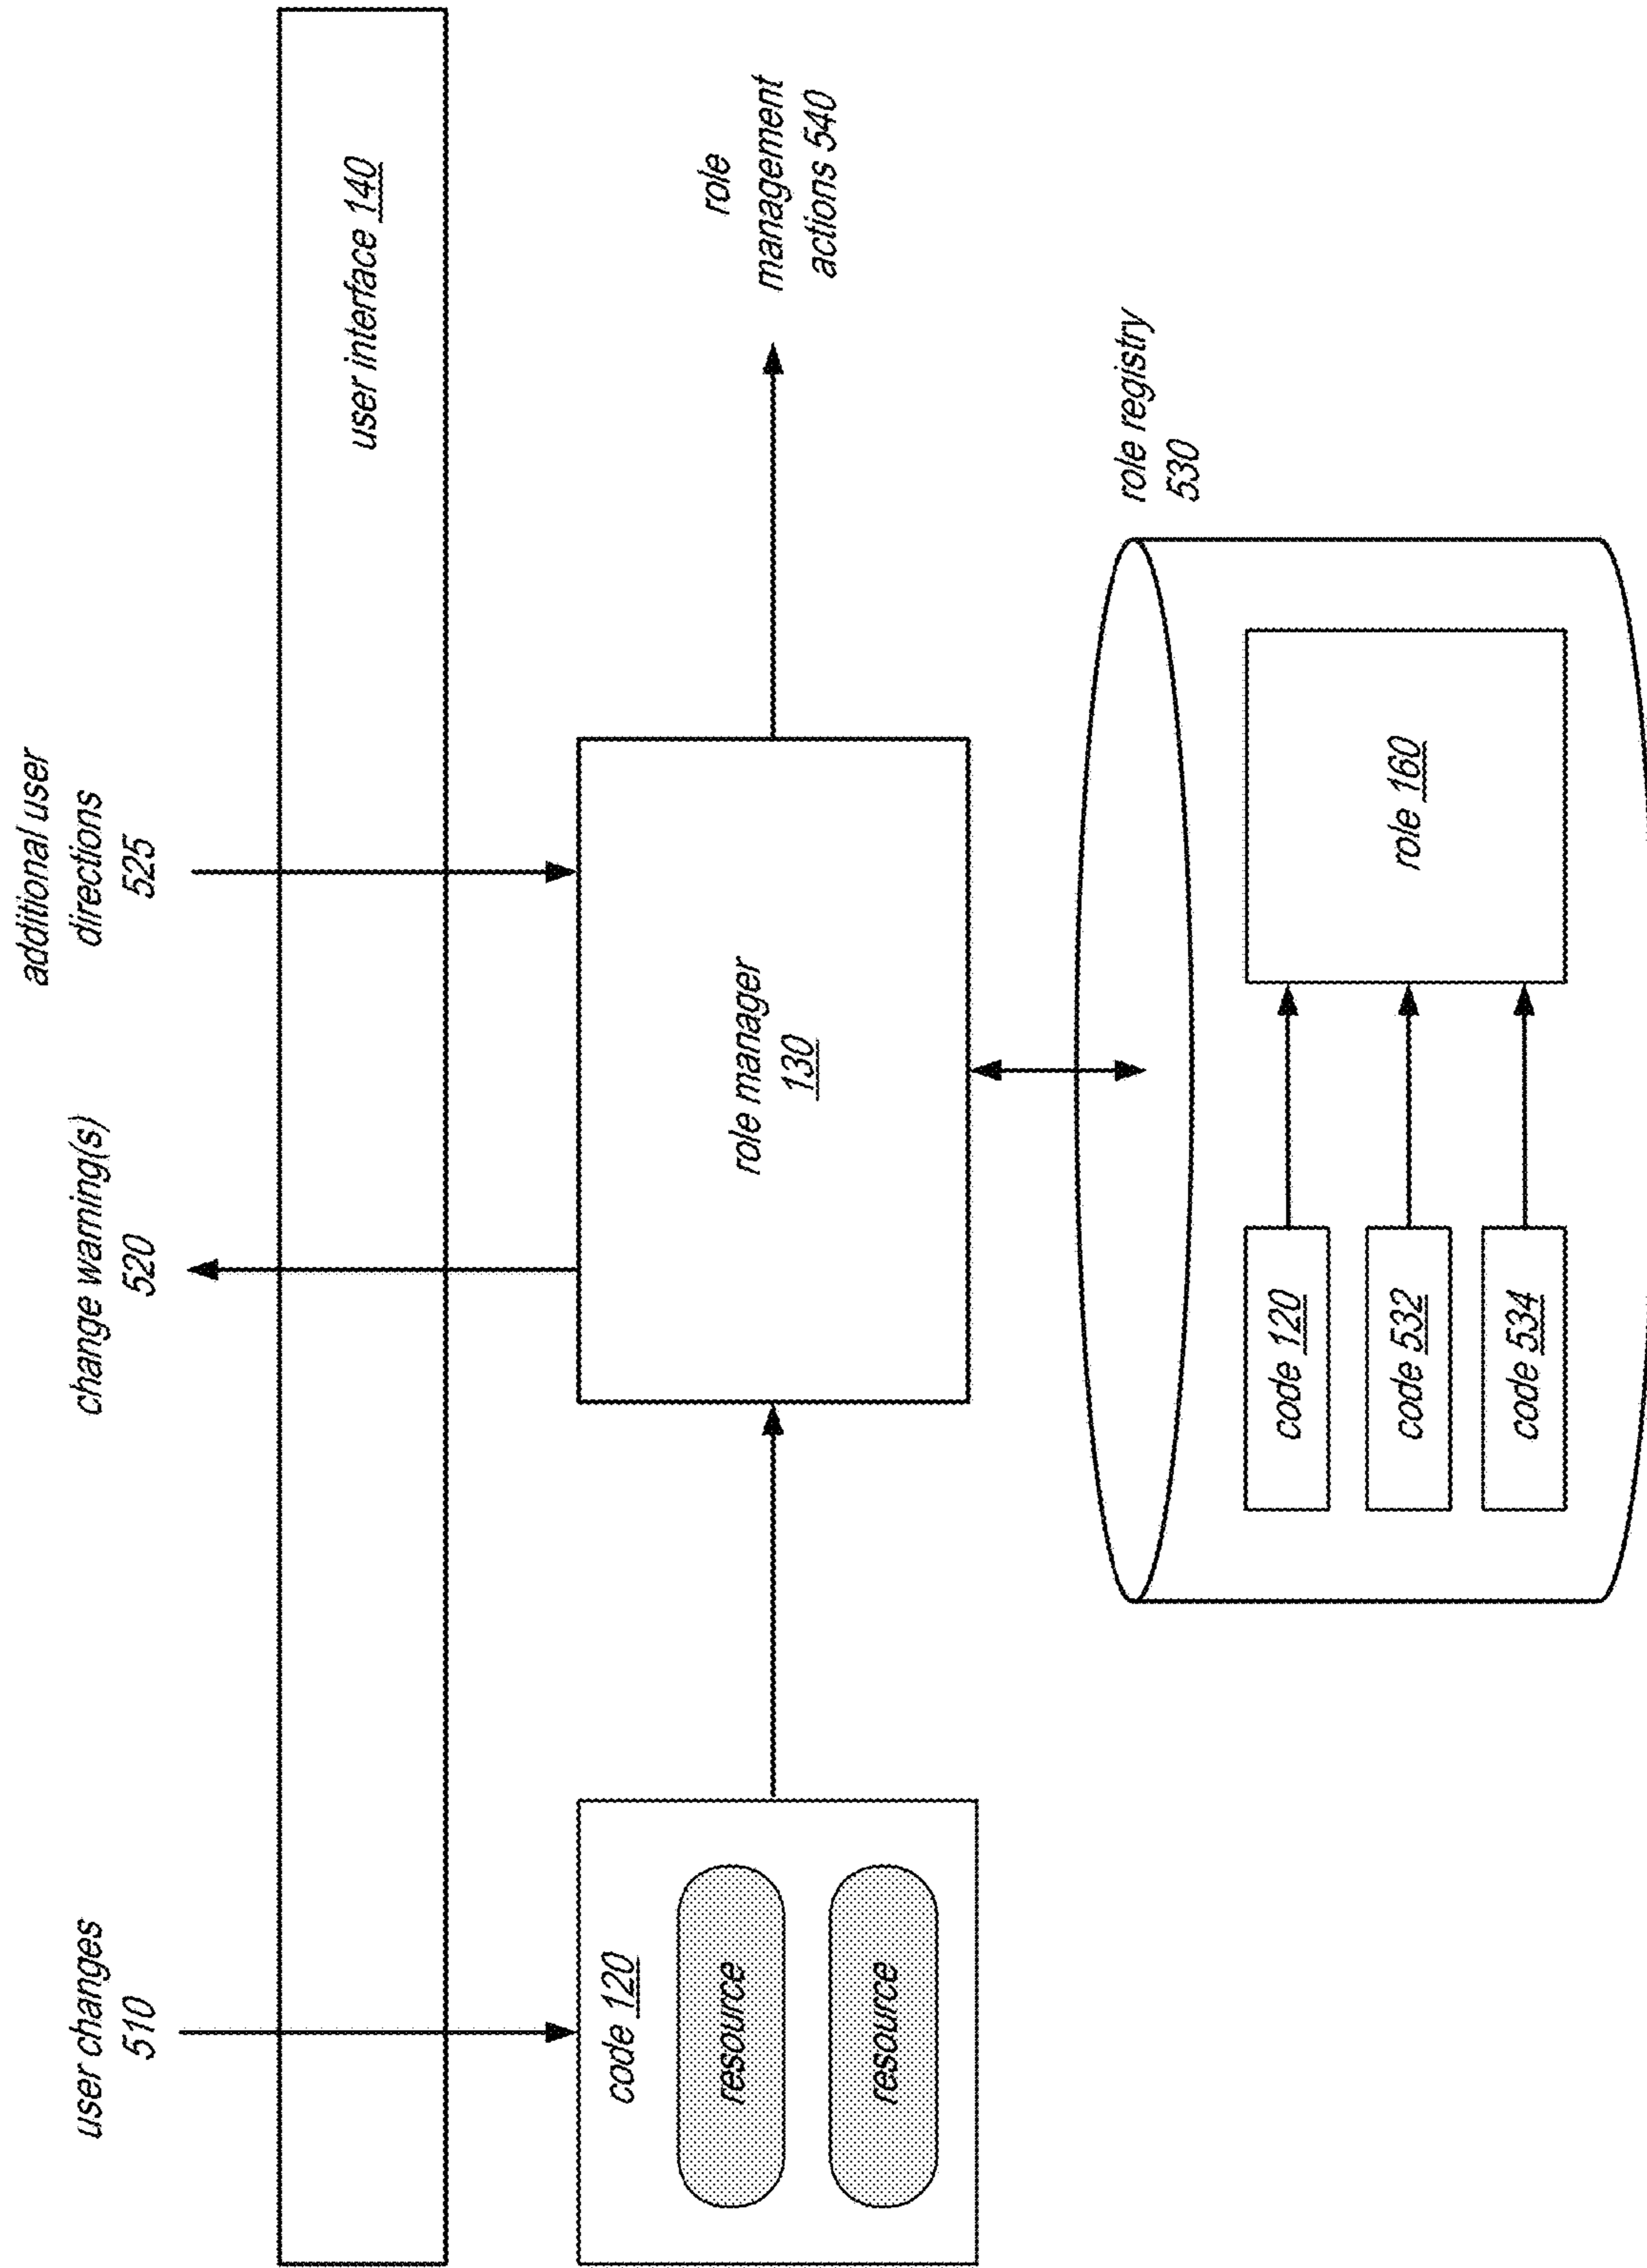 user changes
510
change warning(s)
520
additional user
directions
525
user interface 140
code 120
resource
resource
role manager
130
role
management
actions 540
role registry
530
code 120
code 532
code 534
role 160